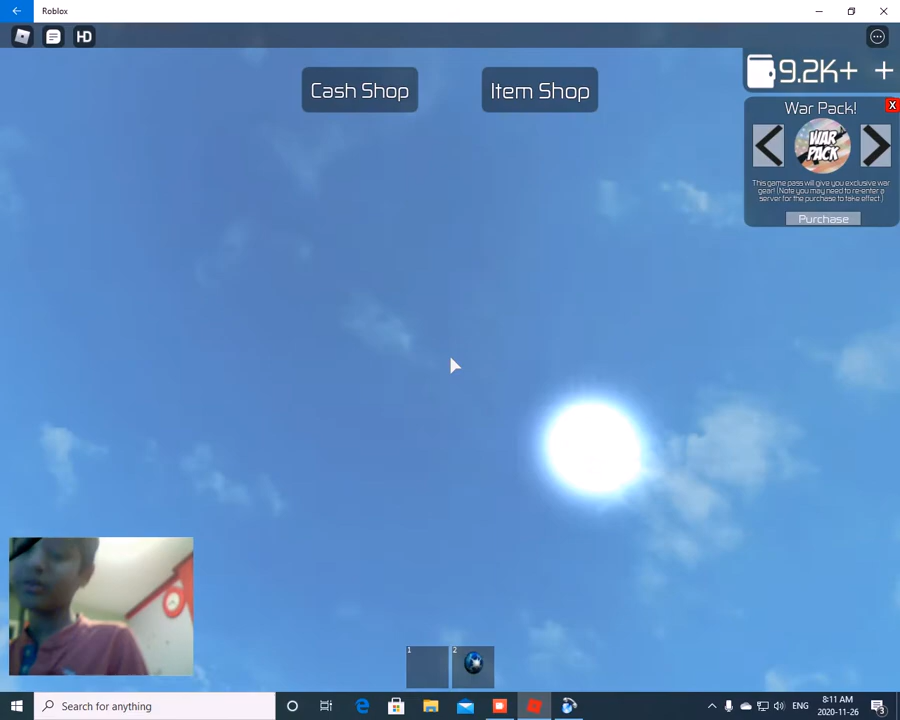 Roblox
HD
9.2K+ +
Cash Shop
Item Shop
War Pack!
X
WAR
PACK
This game pass will give you exclusive war
gear! (Note you may need to re-enter a
server for the purchase to take effect.)
Purchase
1
2
Search for anything
ENG
8:11 AM
2020-11-26
3